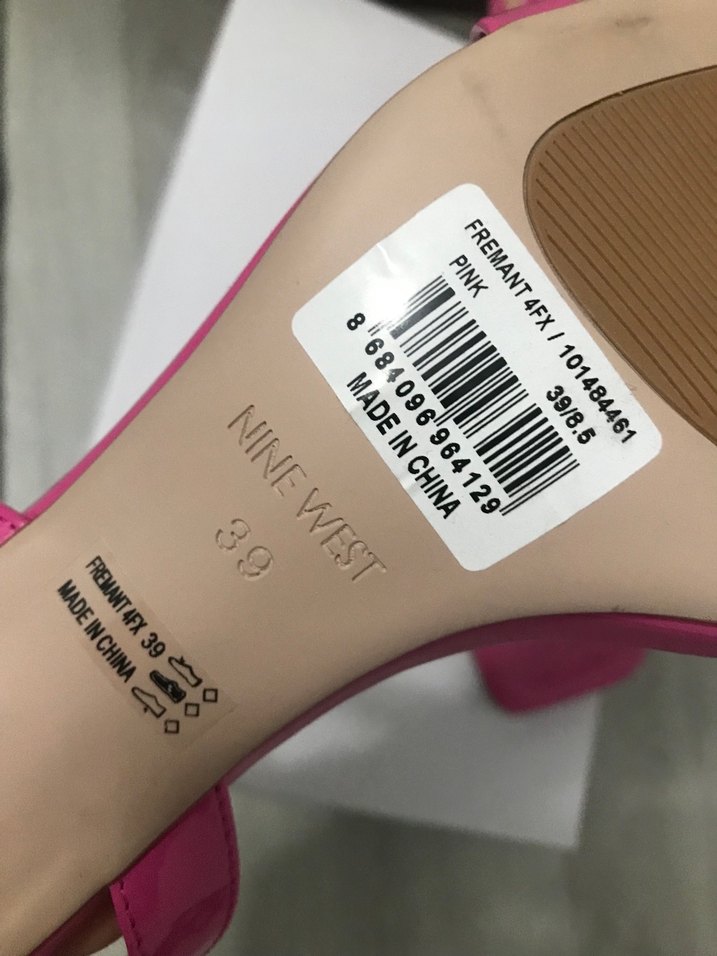 FREMANT 4FX / 101484461
PINK
39/8.5
8 684096 964129
MADE IN CHINA
NINE WEST
39
FREMANT 4FX 39
MADE IN CHINA